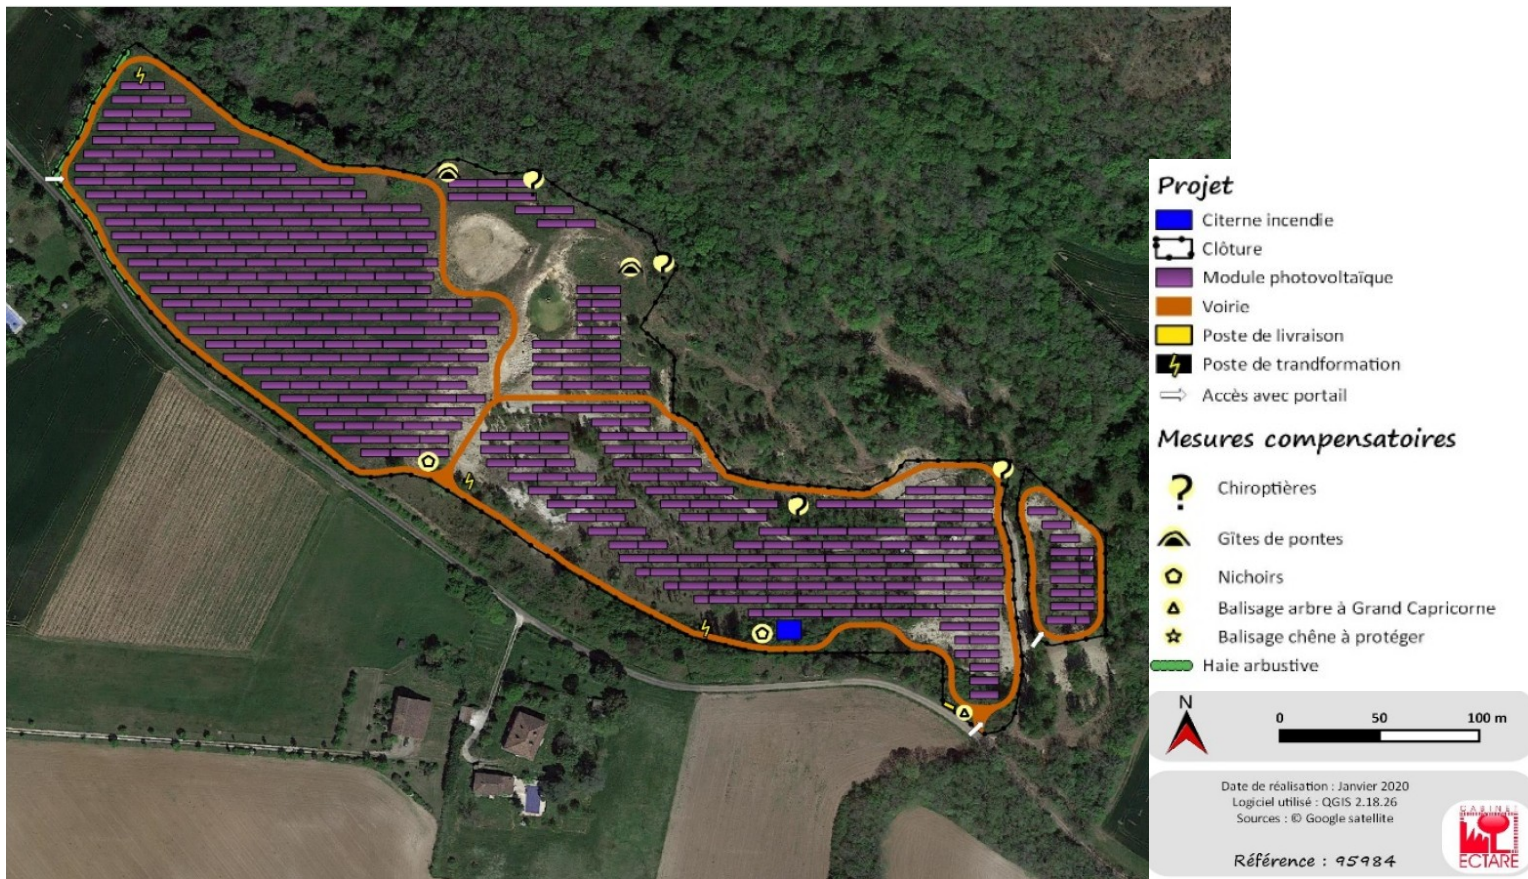 Projet
Citerne incendie
Clôture
Module photovoltaïque
Voirie
Poste de livraison
Poste de trandformation
Accès avec portail
Mesures compensatoires
Chiroptères
Gîtes de pontes
Nichoirs
Balisage arbre à Grand Capricorne
Balisage chêne à protéger
Haie arbustive
N
0 50 100 m
Date de réalisation : Janvier 2020
Logiciel utilisé : QGIS 2.18.26
Sources : © Google satellite
Référence : 95984
CABINET
ECTARE